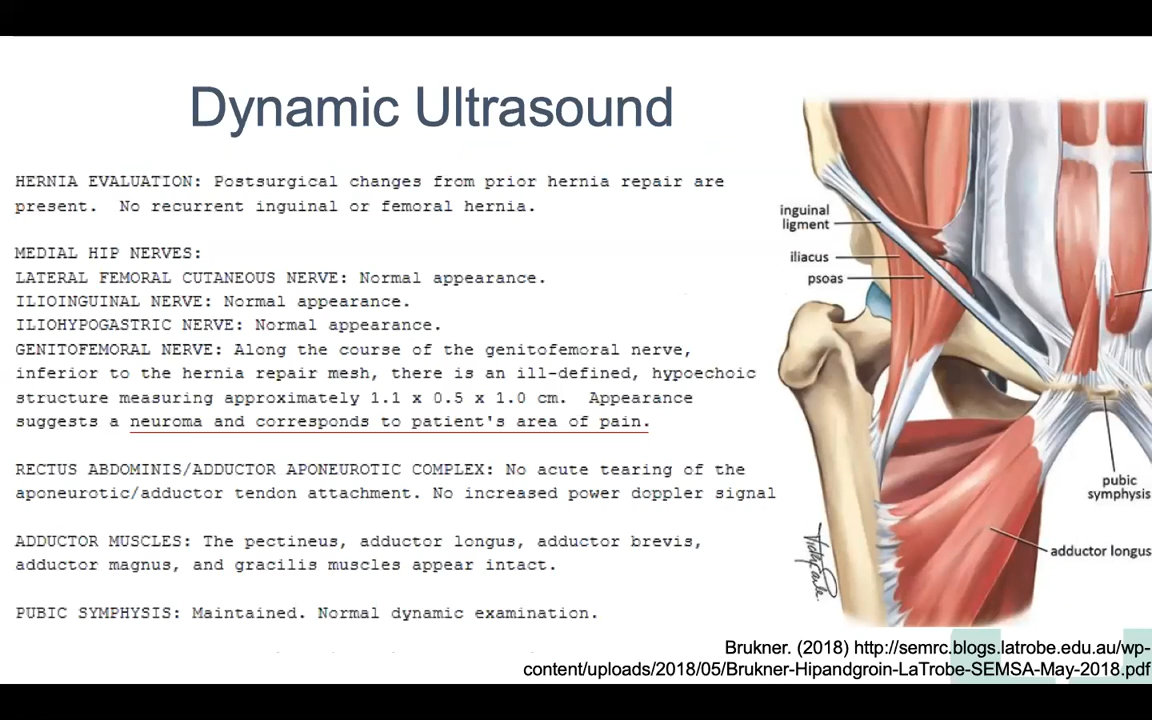 Dynamic Ultrasound
HERNIA EVALUATION: Postsurgical changes from prior hernia repair are
present. No recurrent inguinal or femoral hernia.
MEDIAL HIP NERVES:
LATERAL FEMORAL CUTANEOUS NERVE: Normal appearance.
ILIOINGUINAL NERVE: Normal appearance.
ILIOHYPOGASTRIC NERVE: Normal appearance.
GENITOFEMORAL NERVE: Along the course of the genitofemoral nerve,
inferior to the hernia repair mesh, there is an ill-defined, hypoechoic
structure measuring approximately 1.1 x 0.5 x 1.0 cm. Appearance
suggests a neuroma and corresponds to patient's area of pain.
RECTUS ABDOMINIS/ADDUCTOR APONEUROTIC COMPLEX: No acute tearing of the
aponeurotic/adductor tendon attachment. No increased power doppler signal
ADDUCTOR MUSCLES: The pectineus, adductor longus, adductor brevis,
adductor magnus, and gracilis muscles appear intact.
PUBIC SYMPHYSIS: Maintained. Normal dynamic examination.
inguinal
ligment
iliacus
psoas
pubic
symphysis
adductor longus
Brukner. (2018) http://semrc.blogs.latrobe.edu.au/wp-
content/uploads/2018/05/Brukner-Hipandgroin-LaTrobe-SEMSA-May-2018.pdf